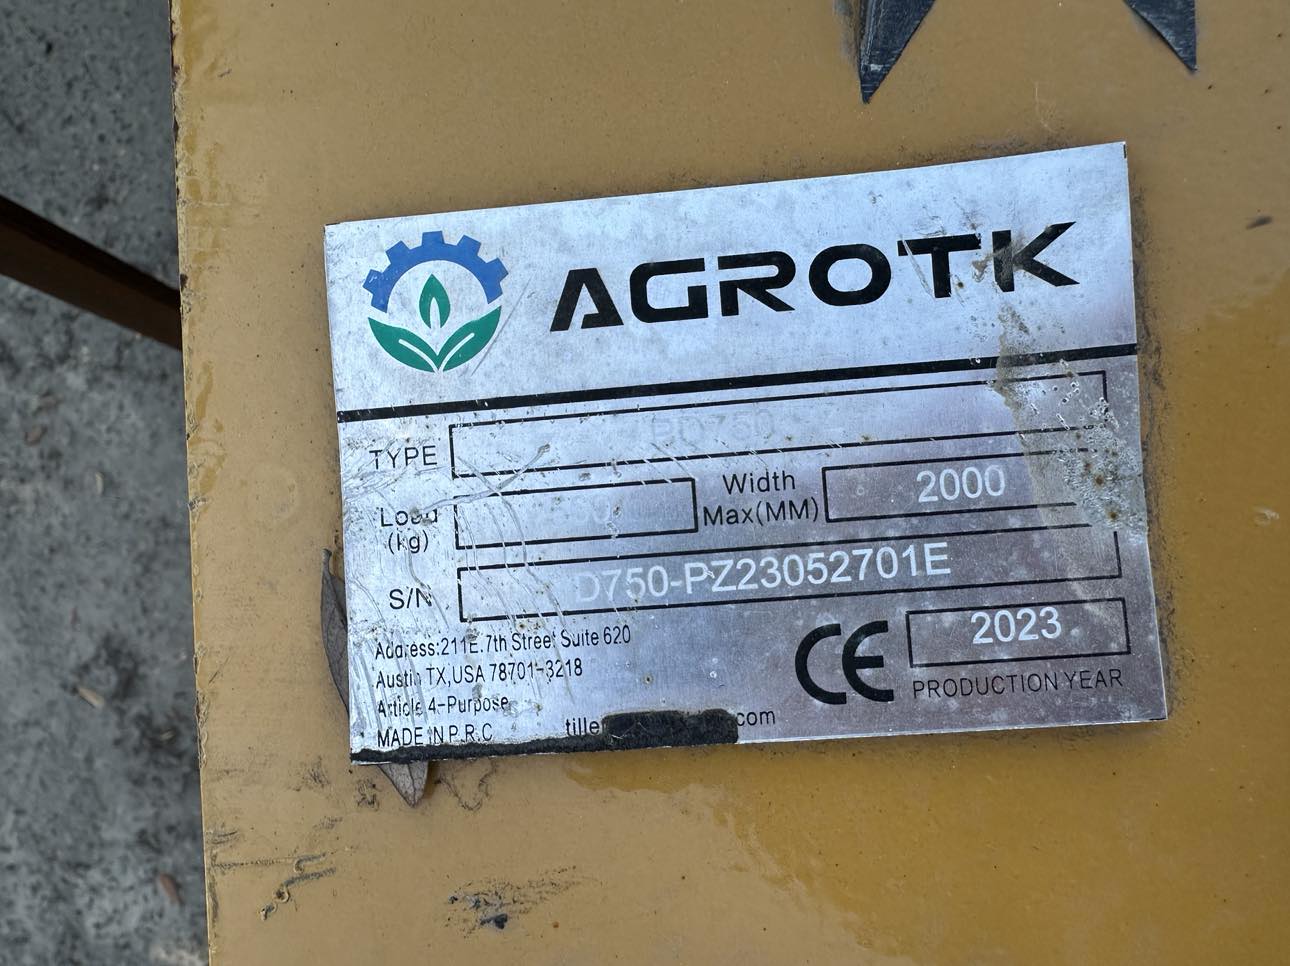 AGROTK
TYPE
Load
(kg)
Width
Max(MM)
2000
S/N
D750-PZ23052701E
Address:211E.7th Street Suite 620
Austin TX,USA 78701-3218
Article 4-Purpose
MADE IN P.R.C
CE
2023
PRODUCTION YEAR